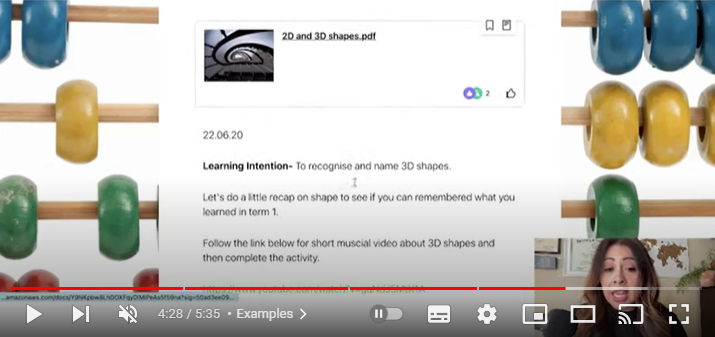 2D and 3D shapes.pdf
2
22.06.20
Learning Intention- To recognise and name 3D shapes.
Let's do a little recap on shape to see if you can remembered what you
learned in term 1.
Follow the link below for short muscial video about 3D shapes and
then complete the activity.
4:28 / 5:35 • Examples